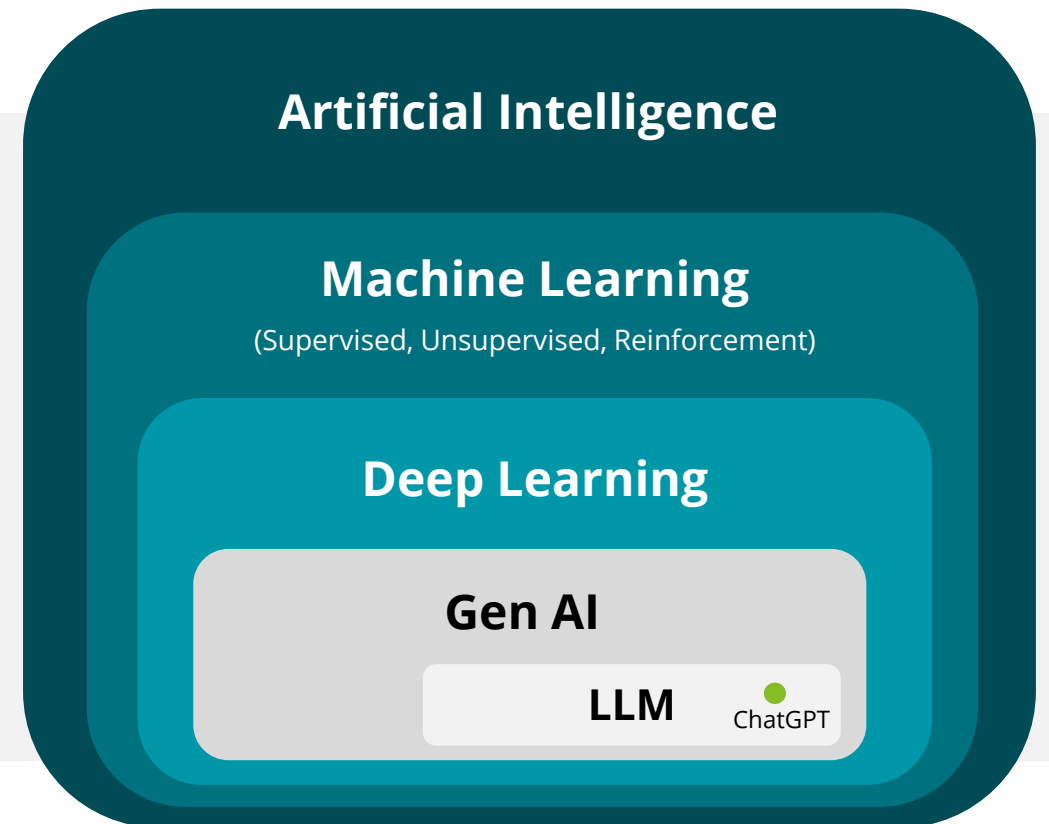 Artificial Intelligence
Machine Learning
(Supervised, Unsupervised, Reinforcement)
Deep Learning
Gen AI
LLM
ChatGPT